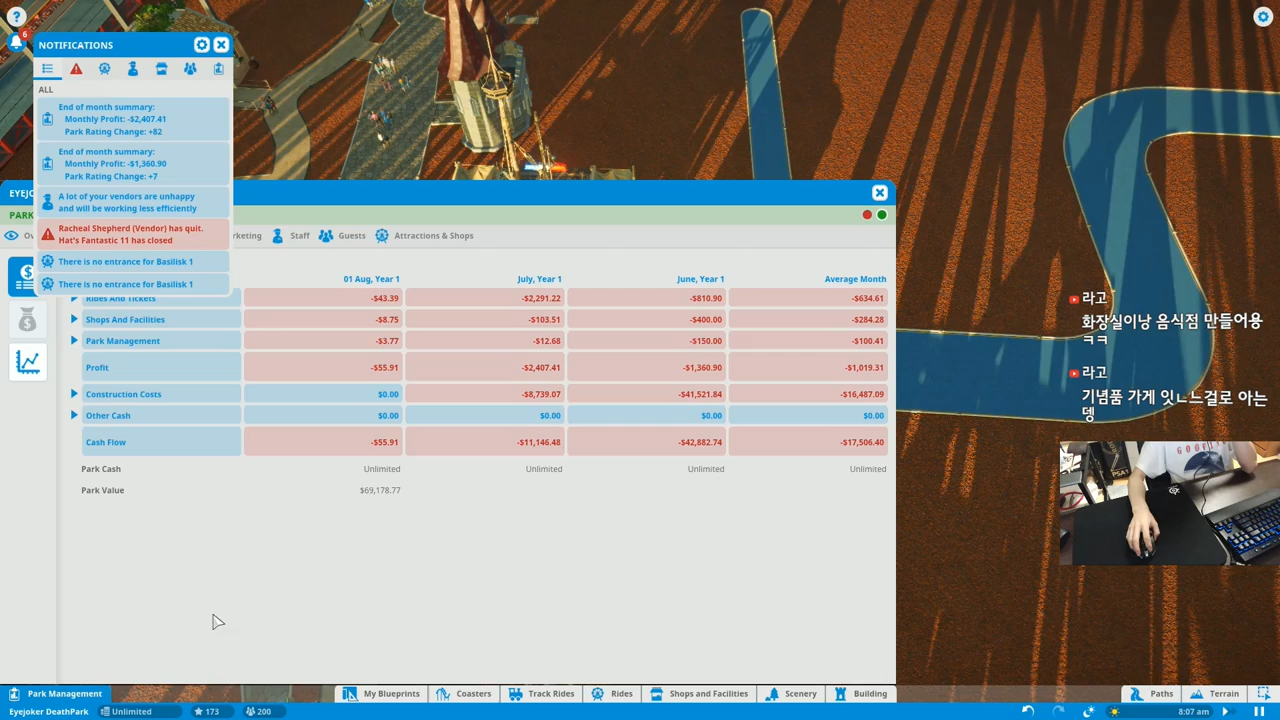 ?
6
NOTIFICATIONS
ALL
End of month summary:
Monthly Profit: -$2,407.41
Park Rating Change: +82
End of month summary:
Monthly Profit: -$1,360.90
Park Rating Change: +7
A lot of your vendors are unhappy
and will be working less efficiently
Racheal Shepherd (Vendor) has quit.
Hat's Fantastic 11 has closed
There is no entrance for Basilisk 1
There is no entrance for Basilisk 1
EYEJOK
PARK
Ov
rketing
Staff
Guests
Attractions & Shops
01 Aug, Year 1
July, Year 1
June, Year 1
Average Month
Rides And Tickets
-$43.39
-$2,291.22
-$810.90
-$634.61
Shops And Facilities
-$8.75
-$103.51
-$400.00
-$284.28
Park Management
-$3.77
-$12.68
-$150.00
-$100.41
Profit
-$55.91
-$2,407.41
-$1,360.90
-$1,019.31
Construction Costs
$0.00
-$8,739.07
-$41,521.84
-$16,487.09
Other Cash
$0.00
$0.00
$0.00
$0.00
Cash Flow
-$55.91
-$11,146.48
-$42,882.74
-$17,506.40
Park Cash
Unlimited
Unlimited
Unlimited
Unlimited
Park Value
$69,178.77
라고
화장실이낭 음식점 만들어용
ㅋㅋ
라고
기념품 가게 잇ㄴ느걸로 아는
뎅
Park Management
My Blueprints
Coasters
Track Rides
Rides
Shops and Facilities
Scenery
Building
Paths
Terrain
Eyejoker DeathPark
Unlimited
173
200
8:07 am